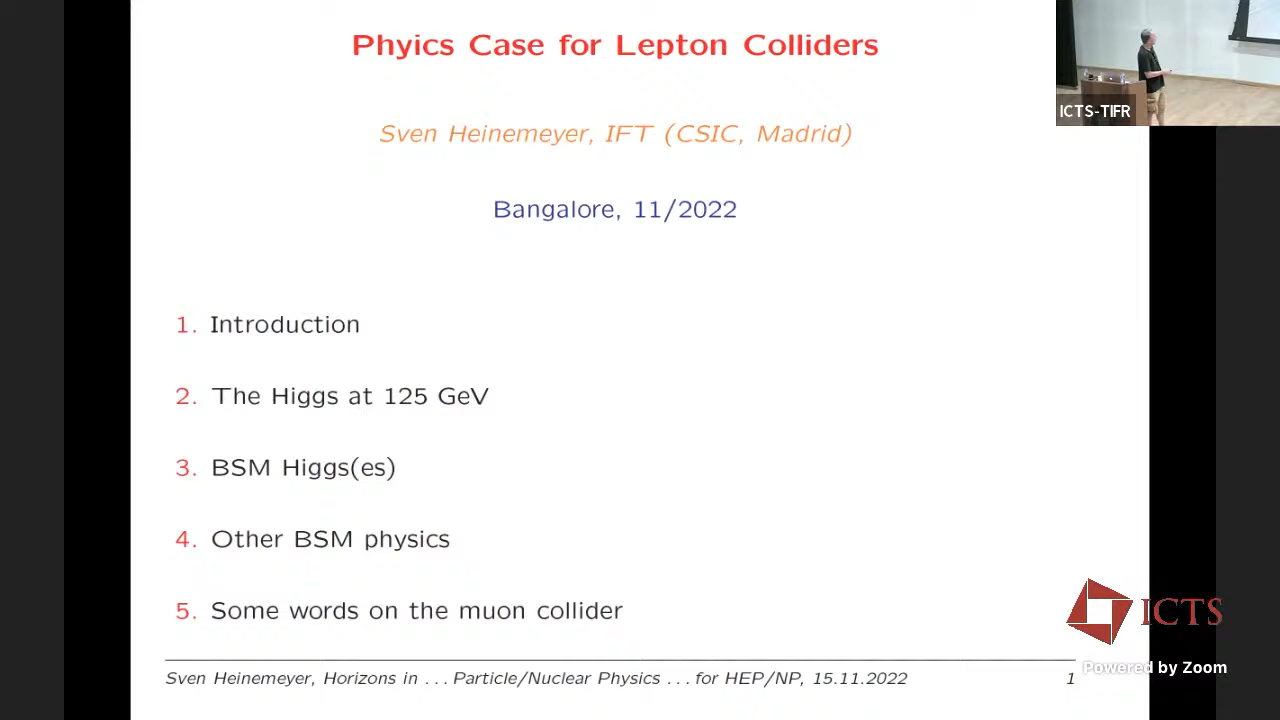 Phyics Case for Lepton Colliders
ICTS-TIFR
Sven Heinemeyer, IFT (CSIC, Madrid)
Bangalore, 11/2022
1. Introduction
2. The Higgs at 125 GeV
3. BSM Higgs(es)
4. Other BSM physics
5. Some words on the muon collider
ICTS
Powered by Zoom
Sven Heinemeyer, Horizons in ... Particle/Nuclear Physics ... for HEP/NP, 15.11.2022 1